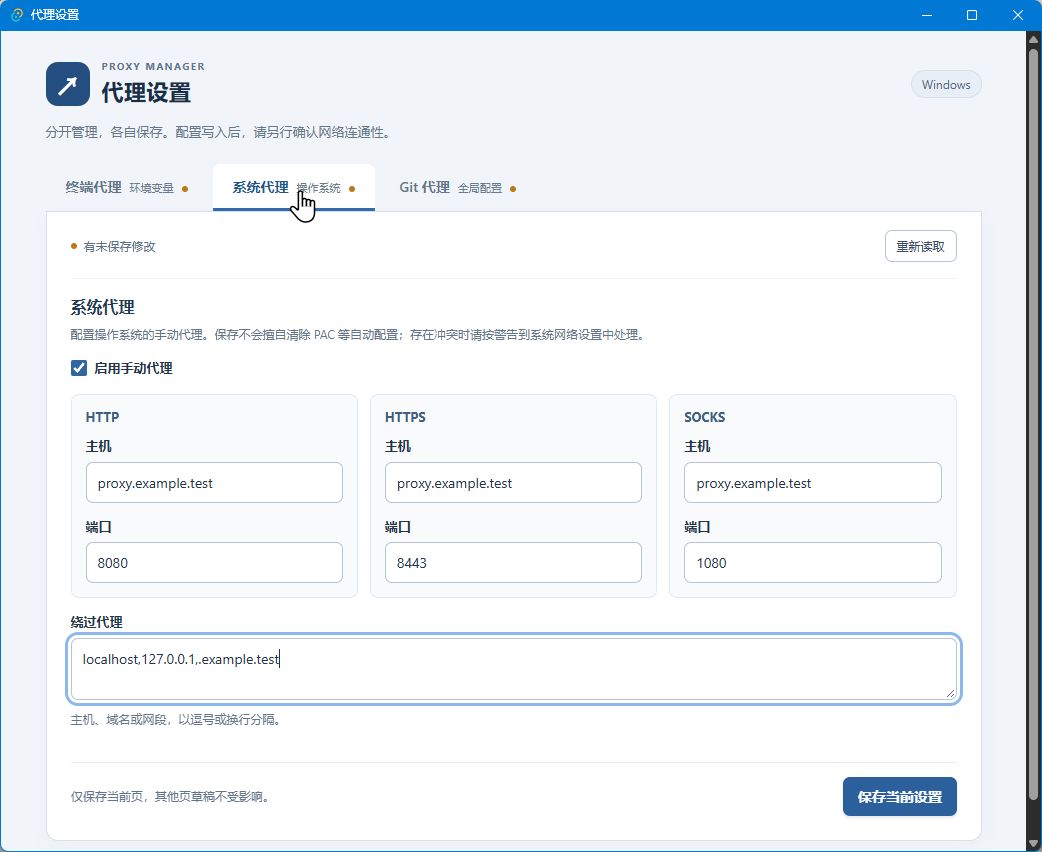 代理设置
PROXY MANAGER
代理设置
Windows
分开管理，各自保存。配置写入后，请另行确认网络连通性。
终端代理 环境变量
系统代理 操作系统
Git 代理 全局配置
有未保存修改
重新读取
系统代理
配置操作系统的手动代理。保存不会擅自清除 PAC 等自动配置；存在冲突时请按警告到系统网络设置中处理。
启用手动代理
HTTP
主机
proxy.example.test
端口
8080
HTTPS
主机
proxy.example.test
端口
8443
SOCKS
主机
proxy.example.test
端口
1080
绕过代理
localhost,127.0.0.1,.example.test
主机、域名或网段，以逗号或换行分隔。
仅保存当前页，其他页草稿不受影响。
保存当前设置